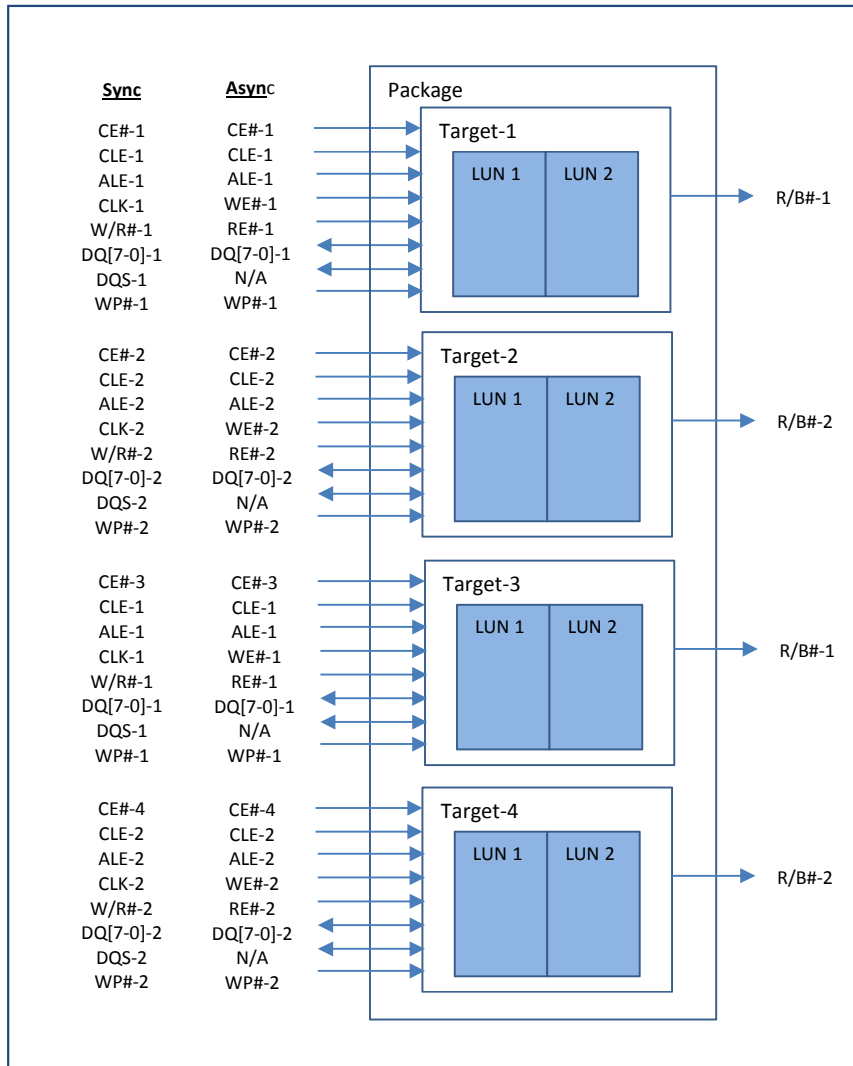 Sync Async Package
Target-1
CE#-1 CE#-1
CLE-1 CLE-1
ALE-1 ALE-1 LUN 1 LUN 2
CLK-1 WE#-1 R/B#-1
W/R#-1 RE#-1
DQ[7-0]-1 DQ[7-0]-1
DQS-1 N/A
WP#-1 WP#-1
CE#-2 CE#-2 Target-2
CLE-2 CLE-2
ALE-2 ALE-2 LUN 1 LUN 2
CLK-2 WE#-2 R/B#-2
W/R#-2 RE#-2
DQ[7-0]-2 DQ[7-0]-2
DQS-2 N/A
WP#-2 WP#-2
CE#-3 CE#-3 Target-3
CLE-1 CLE-1
ALE-1 ALE-1 LUN 1 LUN 2
CLK-1 WE#-1 R/B#-1
W/R#-1 RE#-1
DQ[7-0]-1 DQ[7-0]-1
DQS-1 N/A
WP#-1 WP#-1
CE#-4 CE#-4 Target-4
CLE-2 CLE-2
ALE-2 ALE-2 LUN 1 LUN 2
CLK-2 WE#-2 R/B#-2
W/R#-2 RE#-2
DQ[7-0]-2 DQ[7-0]-2
DQS-2 N/A
WP#-2 WP#-2